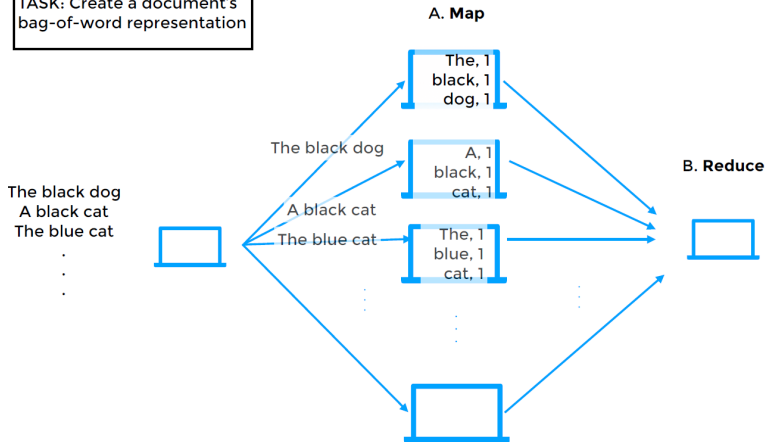 TASK: Create a document's
bag-of-word representation
A. Map
The, 1
black, 1
dog, 1
The black dog
A, 1
black, 1
cat, 1
B. Reduce
The black dog
A black cat
The blue cat
.
.
.
A black cat
The blue cat
The, 1
blue, 1
cat, 1